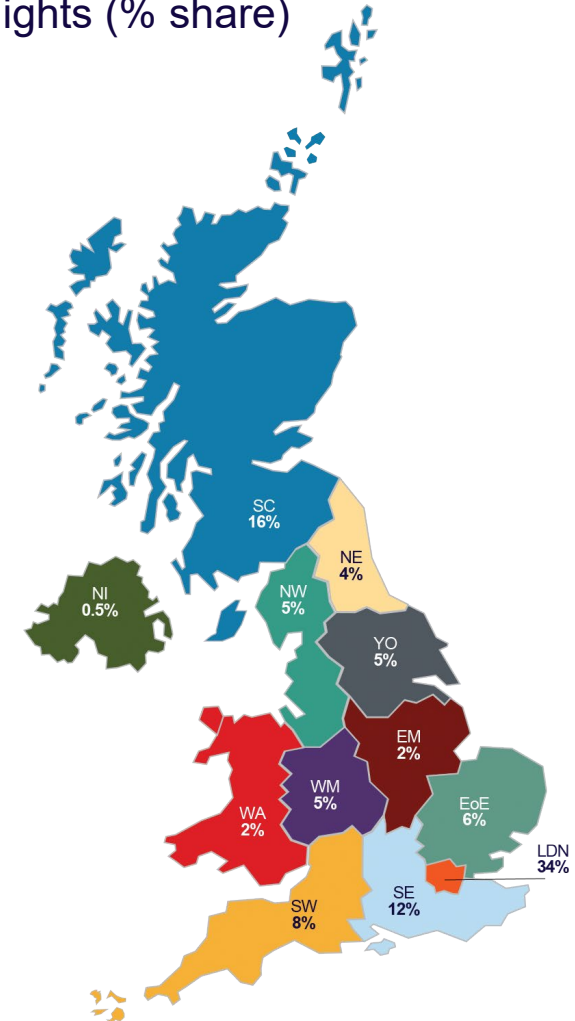 ights (% share)
SC
16%
NE
4%
NI
0.5%
NW
5%
YO
5%
EM
2%
WM
5%
EoE
6%
WA
2%
LDN
34%
SE
12%
SW
8%